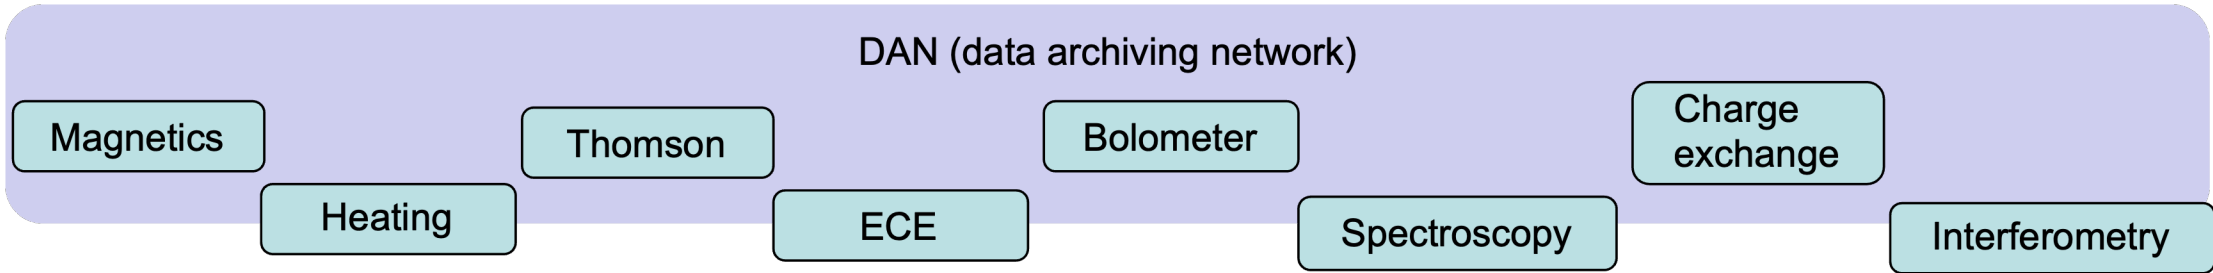 DAN (data archiving network)
Magnetics
Heating
Thomson
ECE
Bolometer
Spectroscopy
Charge
exchange
Interferometry